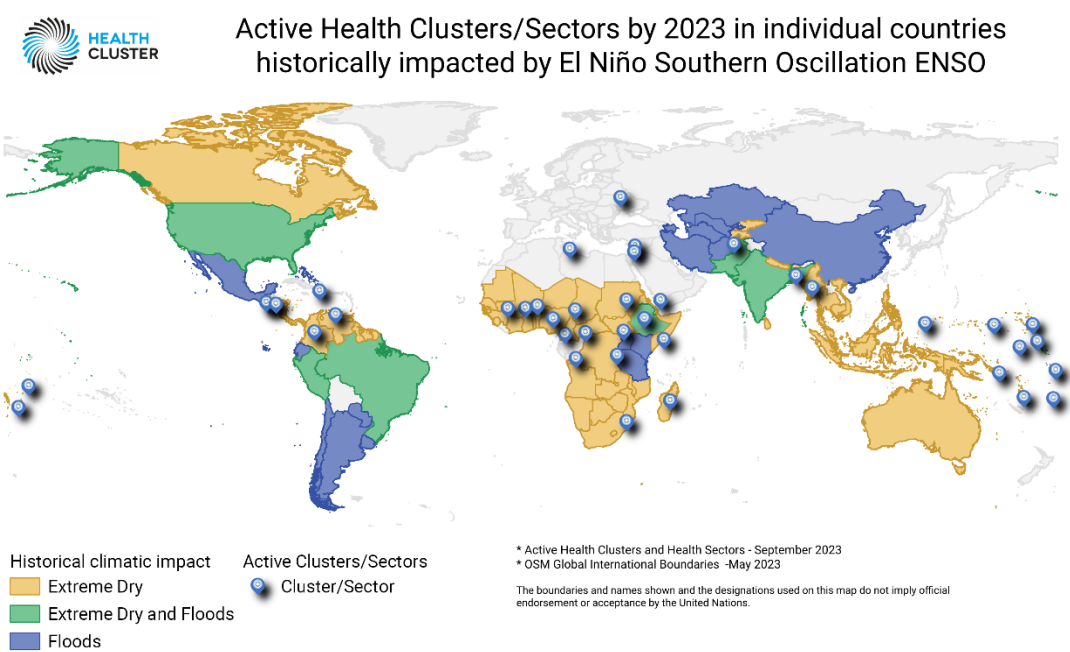 HEALTH
CLUSTER
Active Health Clusters/Sectors by 2023 in individual countries
historically impacted by El Niño Southern Oscillation ENSO
Historical climatic impact
Extreme Dry
Extreme Dry and Floods
Floods
Active Clusters/Sectors
Cluster/Sector
* Active Health Clusters and Health Sectors - September 2023
* OSM Global International Boundaries -May 2023
The boundaries and names shown and the designations used on this map do not imply official
endorsement or acceptance by the United Nations.